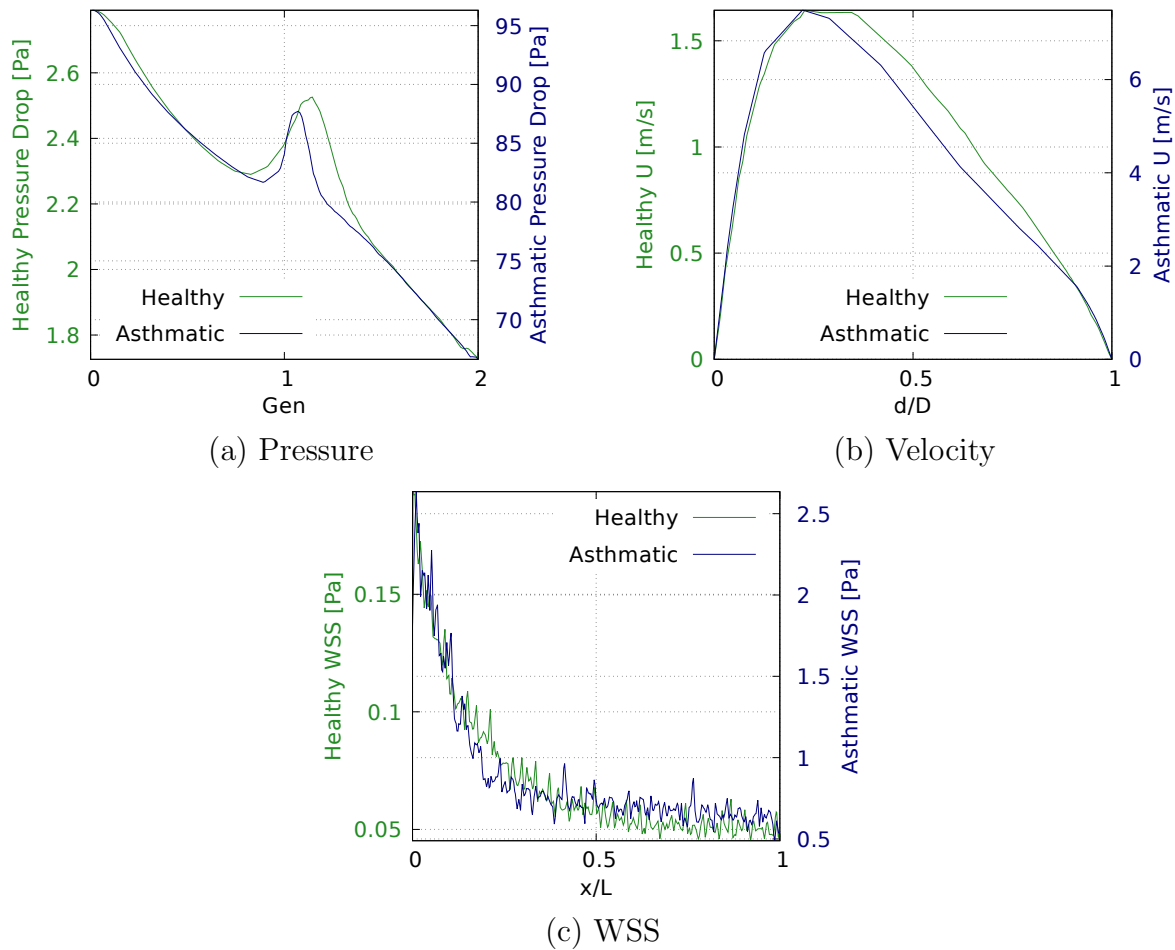 Healthy Pressure Drop [Pa]
2.6
2.4
2.2
2
1.8
Healthy
Asthmatic
0
1
2
Gen
95
90
85
80
75
70
Asthmatic Pressure Drop [Pa]
(a) Pressure
Healthy U [m/s]
1.5
1
0.5
0
Healthy
Asthmatic
0
0.5
1
d/D
6
4
2
0
Asthmatic U [m/s]
(b) Velocity
Healthy WSS [Pa]
0.15
0.1
0.05
Healthy
Asthmatic
0
0.5
1
x/L
2.5
2
1.5
1
0.5
Asthmatic WSS [Pa]
(c) WSS